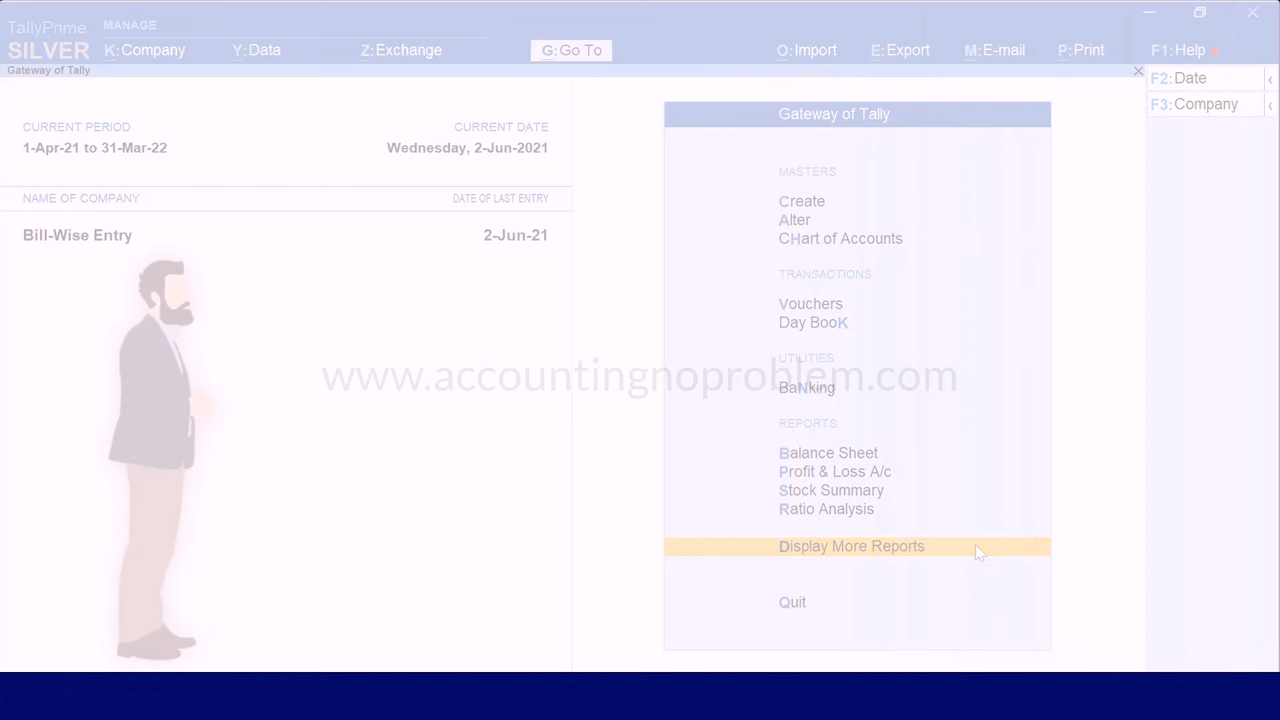 TallyPrime
MANAGE
SILVER
K:Company
Y:Data
Z:Exchange
G:Go To
O:Import
E:Export
M:E-mail
P:Print
F1:Help
Gateway of Tally
F2:Date
F3:Company
CURRENT PERIOD
CURRENT DATE
1-Apr-21 to 31-Mar-22
Wednesday, 2-Jun-2021
NAME OF COMPANY
DATE OF LAST ENTRY
Bill-Wise Entry
2-Jun-21
Gateway of Tally
MASTERS
Create
Alter
CHart of Accounts
TRANSACTIONS
Vouchers
Day BooK
UTILITIES
www.accountingnoproblem.com
BaNking
REPORTS
Balance Sheet
Profit & Loss A/c
Stock Summary
Ratio Analysis
Display More Reports
Quit